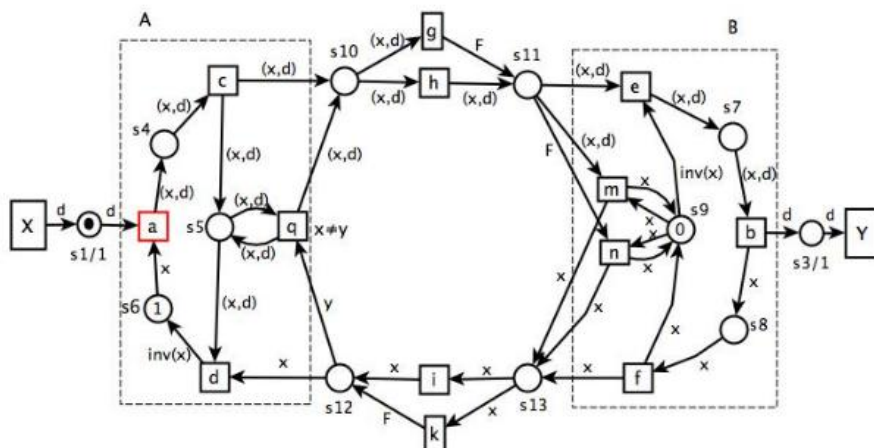 A
B
g
(x,d)
F
s10
s11
c
(x,d)
(x,d)
h
(x,d)
(x,d)
e
(x,d)
s7
s4
(x,d)
(x,d)
F
(x,d)
(x,d)
(x,d)
m
x
inv(x)
(x,d)
X
d
d
a
(x,d)
s5
(x,d)
q
x≠y
x
s9
0
x
b
d
d
Y
s1/1
(x,d)
n
x
s3/1
x
s6
1
(x,d)
y
x
x
x
x
s8
inv(x)
d
x
x
i
x
x
f
x
s12
F
x
s13
k